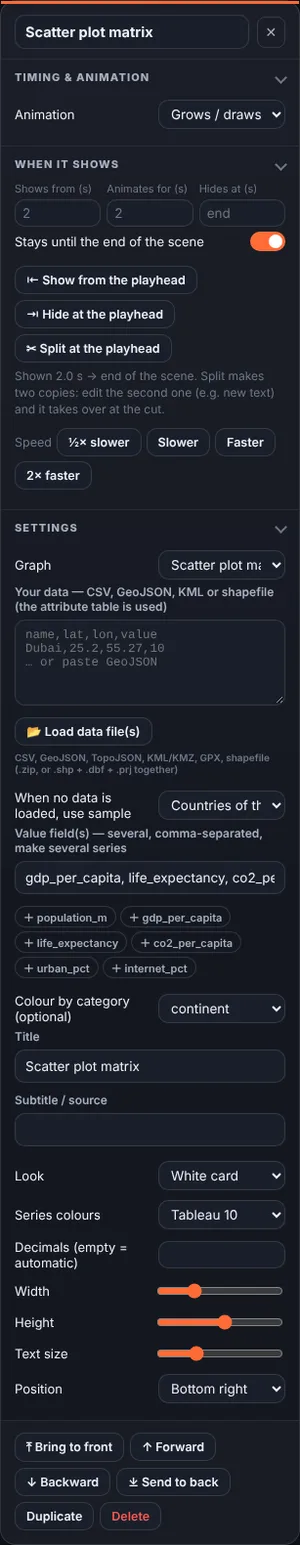 Scatter plot matrix
TIMING & ANIMATION
Animation
Grows / draws
WHEN IT SHOWS
Shows from (s) Animates for (s) Hides at (s)
2 2 end
Stays until the end of the scene
⇤ Show from the playhead
⇥ Hide at the playhead
✂ Split at the playhead
Shown 2.0 s → end of the scene. Split makes
two copies: edit the second one (e.g. new text)
and it takes over at the cut.
Speed ½× slower Slower Faster
2× faster
SETTINGS
Graph Scatter plot ma
Your data — CSV, GeoJSON, KML or shapefile
(the attribute table is used)
name,lat,lon,value
Dubai,25.2,55.27,10
… or paste GeoJSON
📂 Load data file(s)
CSV, GeoJSON, TopoJSON, KML/KMZ, GPX, shapefile
(.zip, or .shp + .dbf + .prj together)
When no data is
loaded, use sample
Countries of th
Value field(s) — several, comma-separated,
make several series
gdp_per_capita, life_expectancy, co2_pe
+ population_m + gdp_per_capita
+ life_expectancy + co2_per_capita
+ urban_pct + internet_pct
Colour by category
(optional)
continent
Title
Scatter plot matrix
Subtitle / source
Look White card
Series colours Tableau 10
Decimals (empty =
automatic)
Width
Height
Text size
Position Bottom right
⤒ Bring to front ↑ Forward
↓ Backward ⤓ Send to back
Duplicate Delete